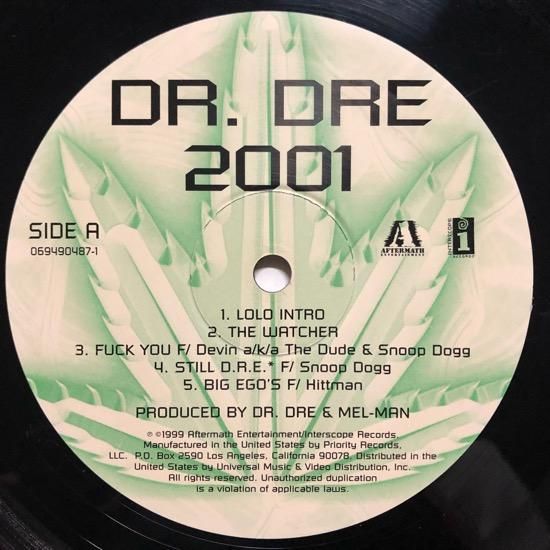 DR. DRE
2001
SIDE A
069490487-1
AFTERMATH
ENTERTAINMENT
INTERSCOPE
RECORDS
1. LOLO INTRO
2. THE WATCHER
3. FUCK YOU F/ Devin a/k/a The Dude & Snoop Dogg
4. STILL D.R.E.* F/ Snoop Dogg
5. BIG EGO'S F/ Hittman
PRODUCED BY DR. DRE & MEL-MAN
℗ ©1999 Aftermath Entertainment/Interscope Records.
Manufactured in the United States by Priority Records,
LLC. P.O. Box 2590 Los Angeles, California 90078. Distributed in the
United States by Universal Music & Video Distribution, Inc.
All rights reserved. Unauthorized duplication
is a violation of applicable laws.